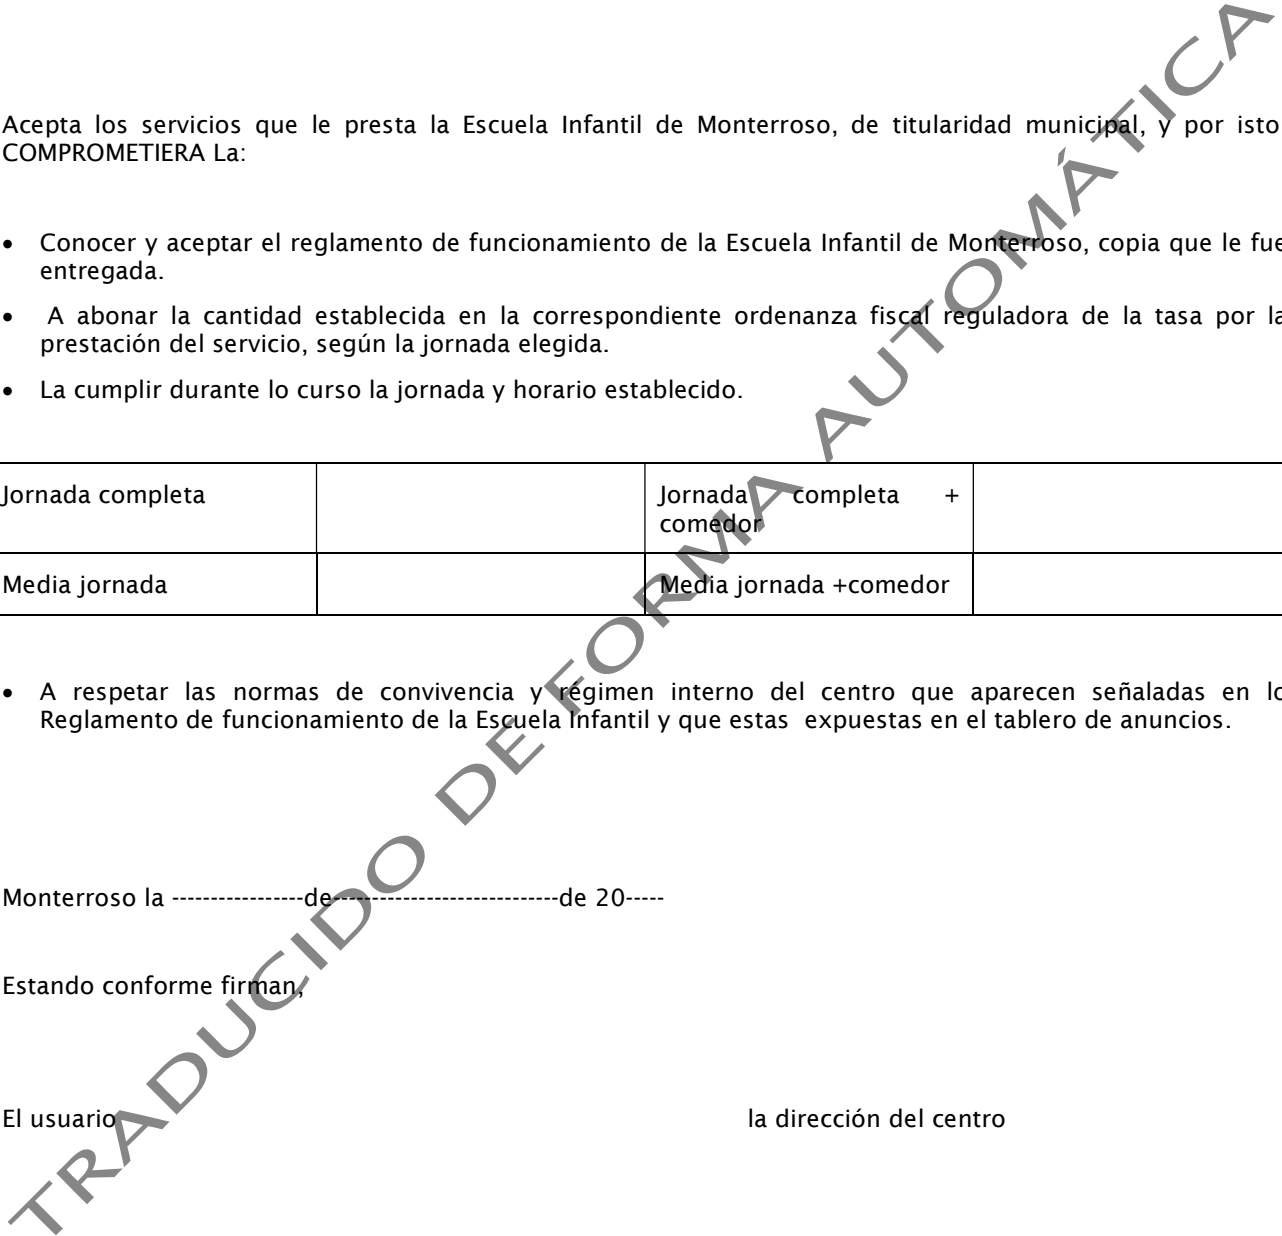 Acepta los servicios que le presta la Escuela Infantil de Monterroso, de titularidad municipal, y por isto
COMPROMETIERA La:
• Conocer y aceptar el reglamento de funcionamiento de la Escuela Infantil de Monterroso, copia que le fue
entregada.
• A abonar la cantidad establecida en la correspondiente ordenanza fiscal reguladora de la tasa por la
prestación del servicio, según la jornada elegida.
• La cumplir durante lo curso la jornada y horario establecido.
Jornada completa
Jornada completa +
comedor
Media jornada
Media jornada +comedor
• A respetar las normas de convivencia y régimen interno del centro que aparecen señaladas en lo
Reglamento de funcionamiento de la Escuela Infantil y que estas expuestas en el tablero de anuncios.
Monterroso la -----------------de-----------------------------de 20-----
Estando conforme firman,
El usuario
la dirección del centro
TRADUCIDO DE FORMA AUTOMÁTICA